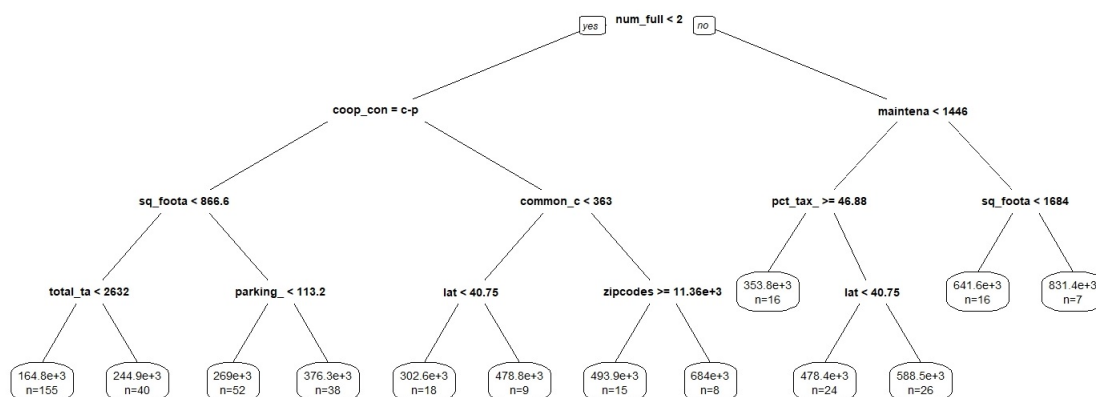 yes num_full < 2 no
coop_con = c-p
maintena < 1446
sq_foota < 866.6
common_c < 363
pct_tax_ >= 46.88
sq_foota < 1684
total_ta < 2632
parking_ < 113.2
lat < 40.75
zipcodes >= 11.36e+3
353.8e+3
n=16
lat < 40.75
641.6e+3
n=16
831.4e+3
n=7
164.8e+3
n=155
244.9e+3
n=40
269e+3
n=52
376.3e+3
n=38
302.6e+3
n=18
478.8e+3
n=9
493.9e+3
n=15
684e+3
n=8
478.4e+3
n=24
588.5e+3
n=26